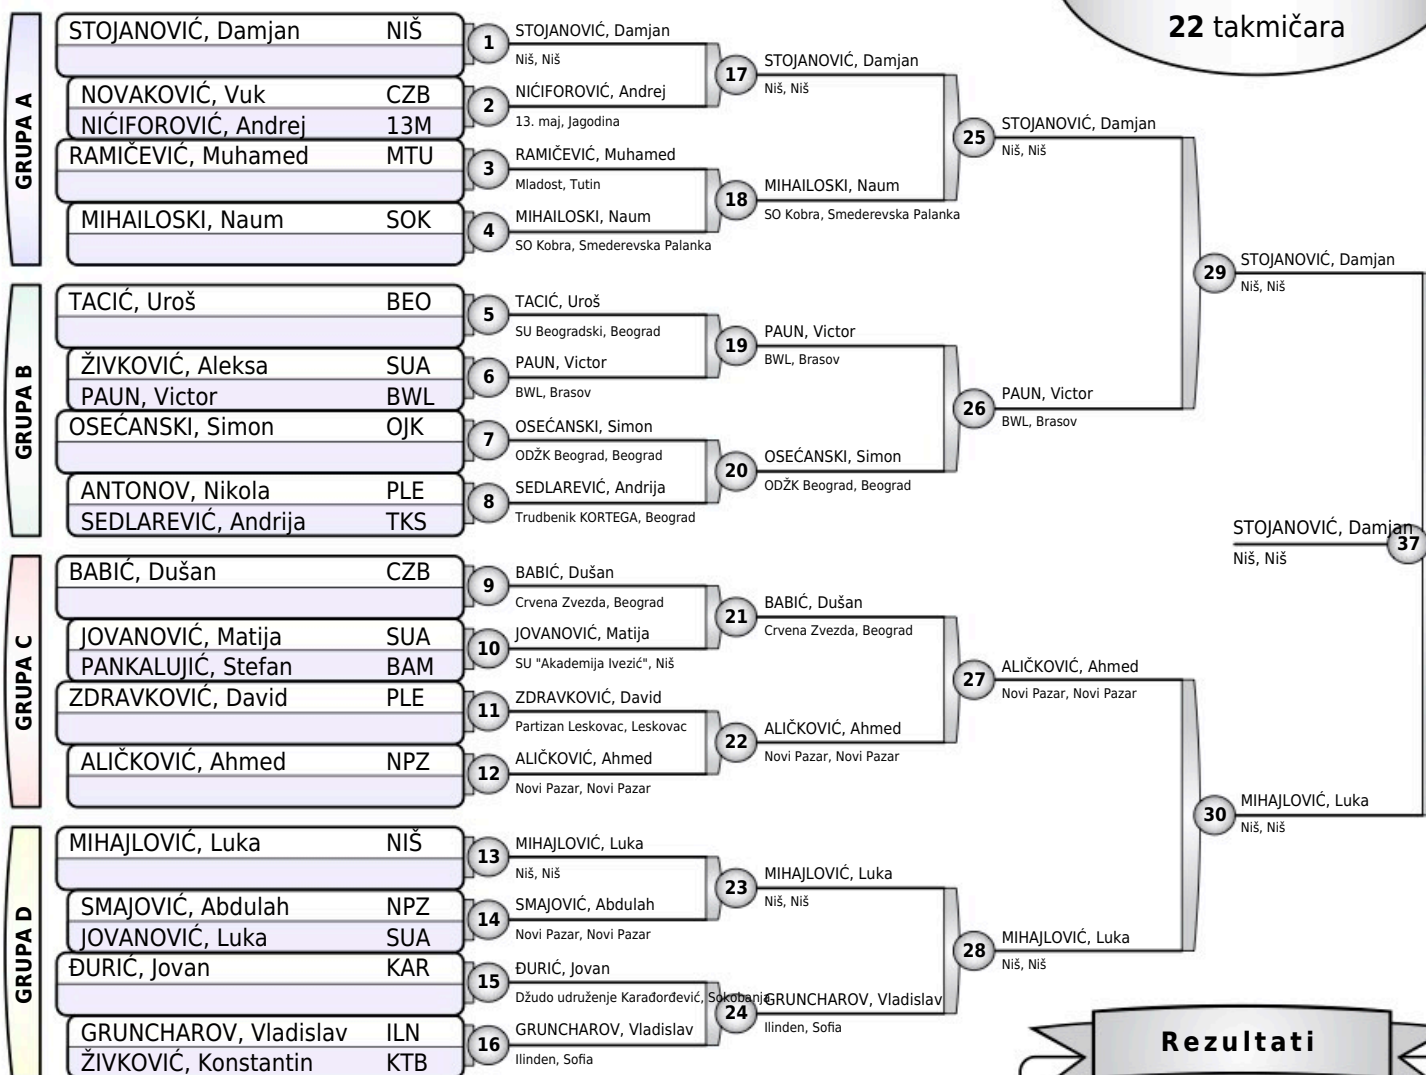 22 takmičara
GRUPA A
STOJANOVIĆ, Damjan NIŠ
NOVAKOVIĆ, Vuk CZB
NIĆIFOROVIĆ, Andrej 13M
RAMIČEVIĆ, Muhamed MTU
MIHAILOSKI, Naum SOK
GRUPA B
TACIĆ, Uroš BEO
ŽIVKOVIĆ, Aleksa SUA
PAUN, Victor BWL
OSEĆANSKI, Simon OJK
ANTONOV, Nikola PLE
SEDLAREVIĆ, Andrija TKS
GRUPA C
BABIĆ, Dušan CZB
JOVANOVIĆ, Matija SUA
PANKALUJIĆ, Stefan BAM
ZDRAVKOVIĆ, David PLE
ALIČKOVIĆ, Ahmed NPZ
GRUPA D
MIHAJLOVIĆ, Luka NIŠ
SMAJOVIĆ, Abdulah NPZ
JOVANOVIĆ, Luka SUA
ĐURIĆ, Jovan KAR
GRUNCHAROV, Vladislav ILN
ŽIVKOVIĆ, Konstantin KTB
1 STOJANOVIĆ, Damjan
Niš, Niš
2 NIĆIFOROVIĆ, Andrej
13. maj, Jagodina
3 RAMIČEVIĆ, Muhamed
Mladost, Tutin
4 MIHAILOSKI, Naum
SO Kobra, Smederevska Palanka
5 TACIĆ, Uroš
SU Beogradski, Beograd
6 PAUN, Victor
BWL, Brasov
7 OSEĆANSKI, Simon
ODŽK Beograd, Beograd
8 SEDLAREVIĆ, Andrija
Trudbenik KORTEGA, Beograd
9 BABIĆ, Dušan
Crvena Zvezda, Beograd
10 JOVANOVIĆ, Matija
SU "Akademija Ivezić", Niš
11 ZDRAVKOVIĆ, David
Partizan Leskovac, Leskovac
12 ALIČKOVIĆ, Ahmed
Novi Pazar, Novi Pazar
13 MIHAJLOVIĆ, Luka
Niš, Niš
14 SMAJOVIĆ, Abdulah
Novi Pazar, Novi Pazar
15 ĐURIĆ, Jovan
Džudo udruženje Karađorđević, Sokobanja
16 GRUNCHAROV, Vladislav
Ilinden, Sofia
17 STOJANOVIĆ, Damjan
Niš, Niš
18 MIHAILOSKI, Naum
SO Kobra, Smederevska Palanka
19 PAUN, Victor
BWL, Brasov
20 OSEĆANSKI, Simon
ODŽK Beograd, Beograd
21 BABIĆ, Dušan
Crvena Zvezda, Beograd
22 ALIČKOVIĆ, Ahmed
Novi Pazar, Novi Pazar
23 MIHAJLOVIĆ, Luka
Niš, Niš
24 GRUNCHAROV, Vladislav
Ilinden, Sofia
25 STOJANOVIĆ, Damjan
Niš, Niš
26 PAUN, Victor
BWL, Brasov
27 ALIČKOVIĆ, Ahmed
Novi Pazar, Novi Pazar
28 MIHAJLOVIĆ, Luka
Niš, Niš
29 STOJANOVIĆ, Damjan
Niš, Niš
30 MIHAJLOVIĆ, Luka
Niš, Niš
STOJANOVIĆ, Damjan 37
Niš, Niš
Rezultati